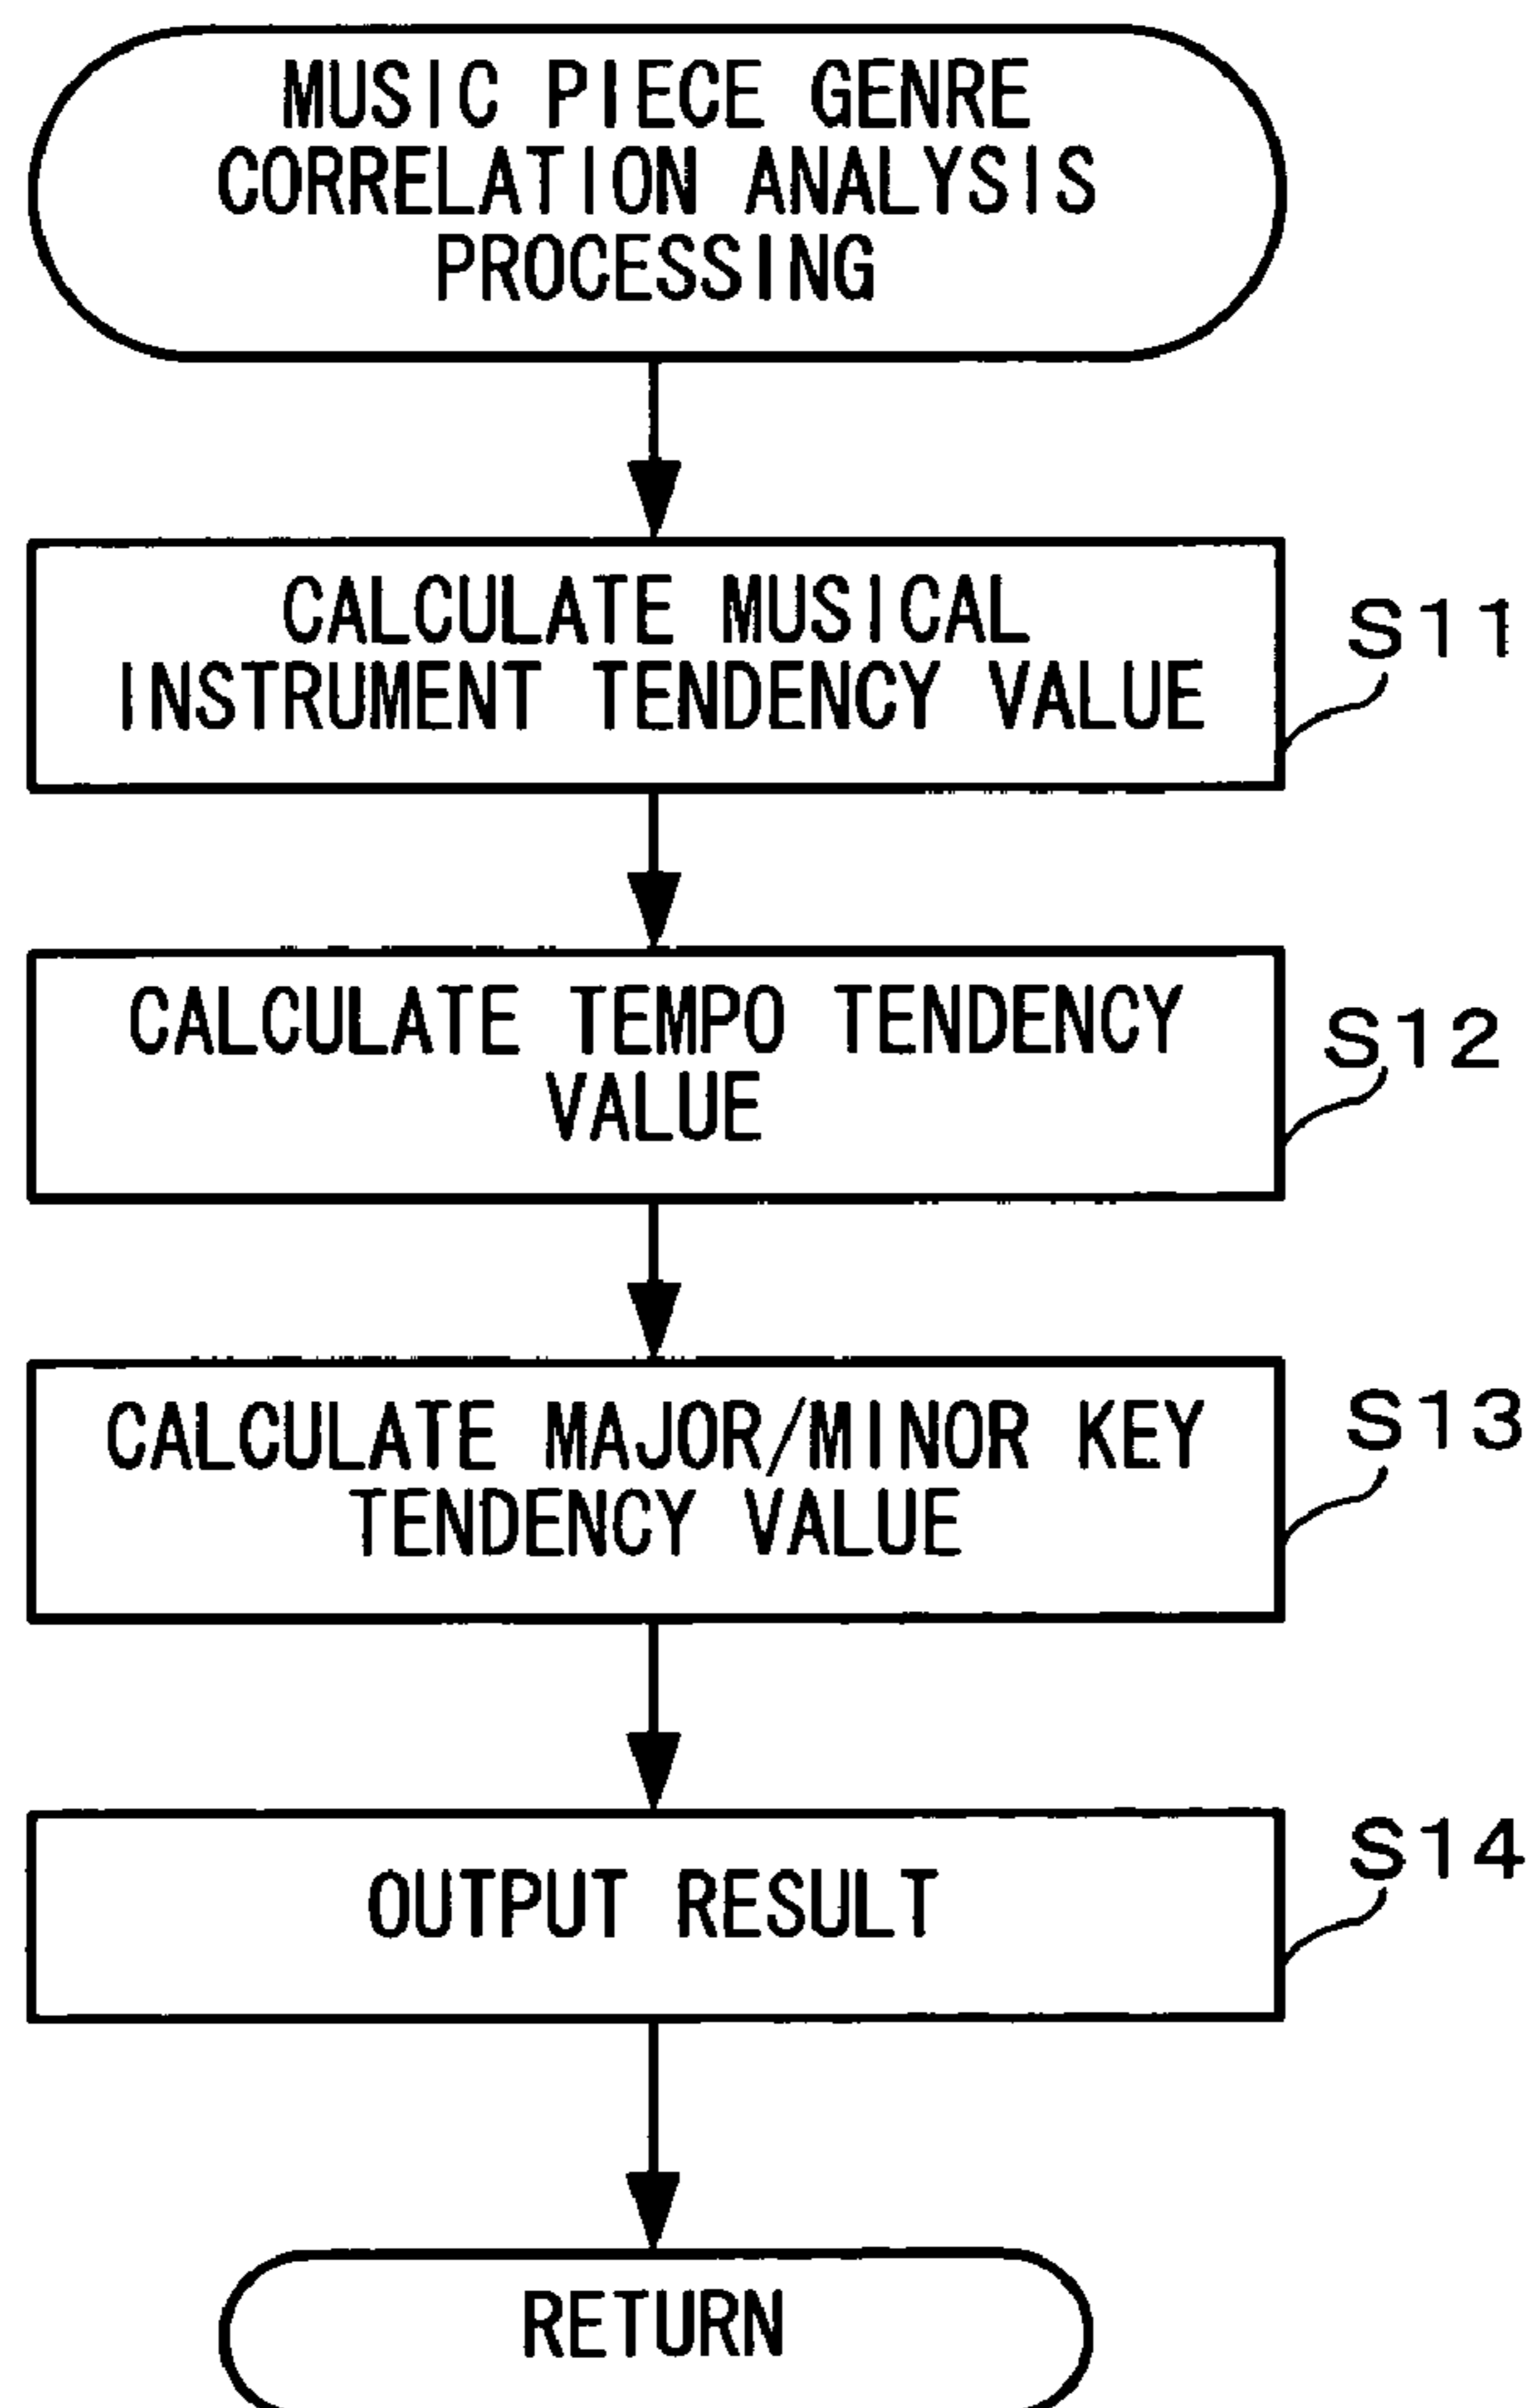 MUSIC PIECE GENRE
CORRELATION ANALYSIS
PROCESSING
CALCULATE MUSICAL
INSTRUMENT TENDENCY VALUE
S11
CALCULATE TEMPO TENDENCY
VALUE
S12
CALCULATE MAJOR/MINOR KEY
TENDENCY VALUE
S13
OUTPUT RESULT
S14
RETURN